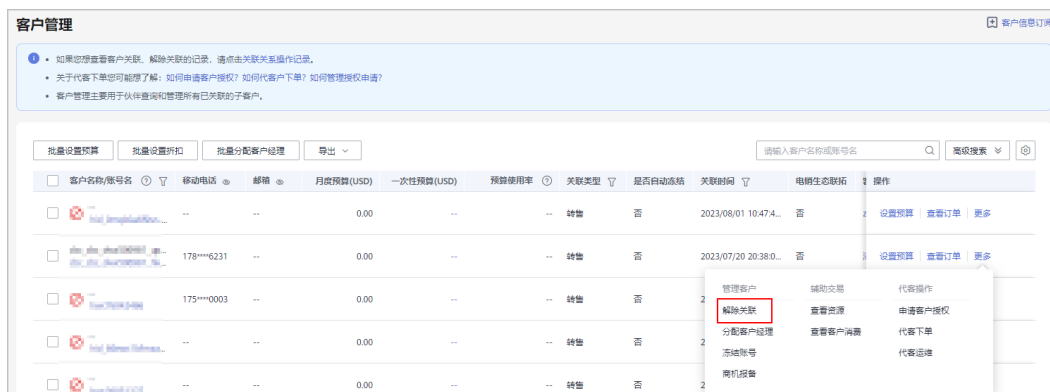 客户管理
客户信息订阅
如果您想查看客户关联、解除关联的记录，请点击关联关系操作记录。
关于代客下单您可能想了解：如何申请客户授权？如何代客户下单？如何管理授权申请？
客户管理主要用于伙伴查询和管理所有已关联的子客户。
批量设置预算 批量设置折扣 批量分配客户经理 导出 请输入客户名称或账号名 高级搜索
客户名称/账号名 移动电话 邮箱 月度预算(USD) 一次性预算(USD) 预算使用率 关联类型 是否自动冻结 关联时间 电销生态联拓 操作
-- -- 0.00 -- -- 转售 否 2023/08/01 10:47:4... 否 设置预算 查看订单 更多
178****6231 -- 0.00 -- -- 转售 否 2023/07/20 20:38:0... 否 设置预算 查看订单 更多
175****0003 -- 0.00 -- -- 转售 否 2
-- -- 0.00 -- -- 转售 否
-- -- 0.00 -- -- 转售 否 2
管理客户 辅助交易 代客操作
解除关联 查看资源 申请客户授权
分配客户经理 查看客户消费 代客下单
冻结账号 代客运维
商机报备